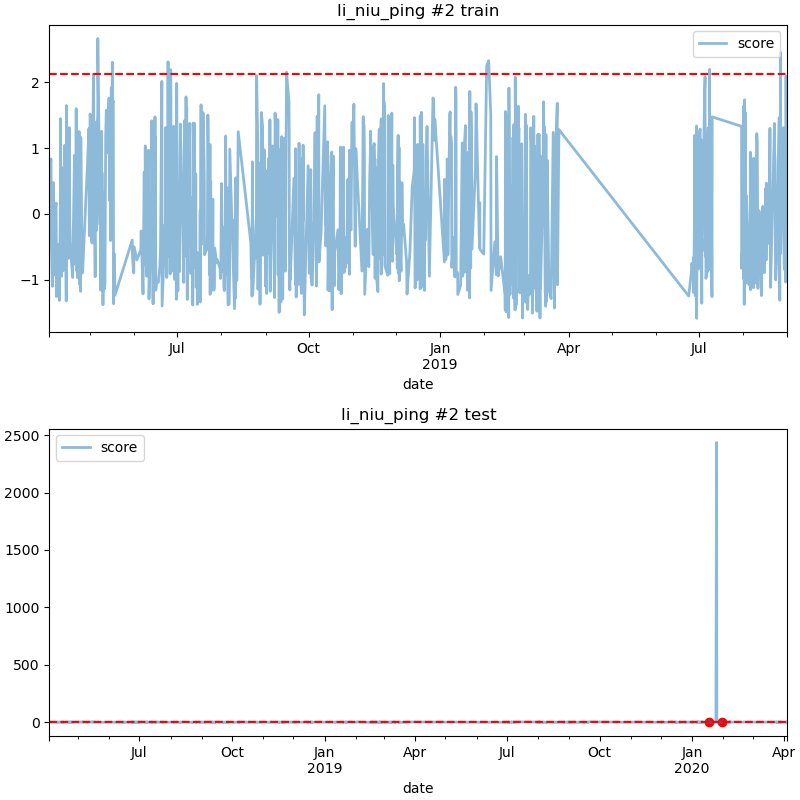 li_niu_ping #2 train
score
2
1
0
−1
Jul
Oct
Jan
2019
Apr
Jul
date
li_niu_ping #2 test
score
2500
2000
1500
1000
500
0
Jul
Oct
Jan
2019
Apr
Jul
Oct
Jan
2020
Apr
date